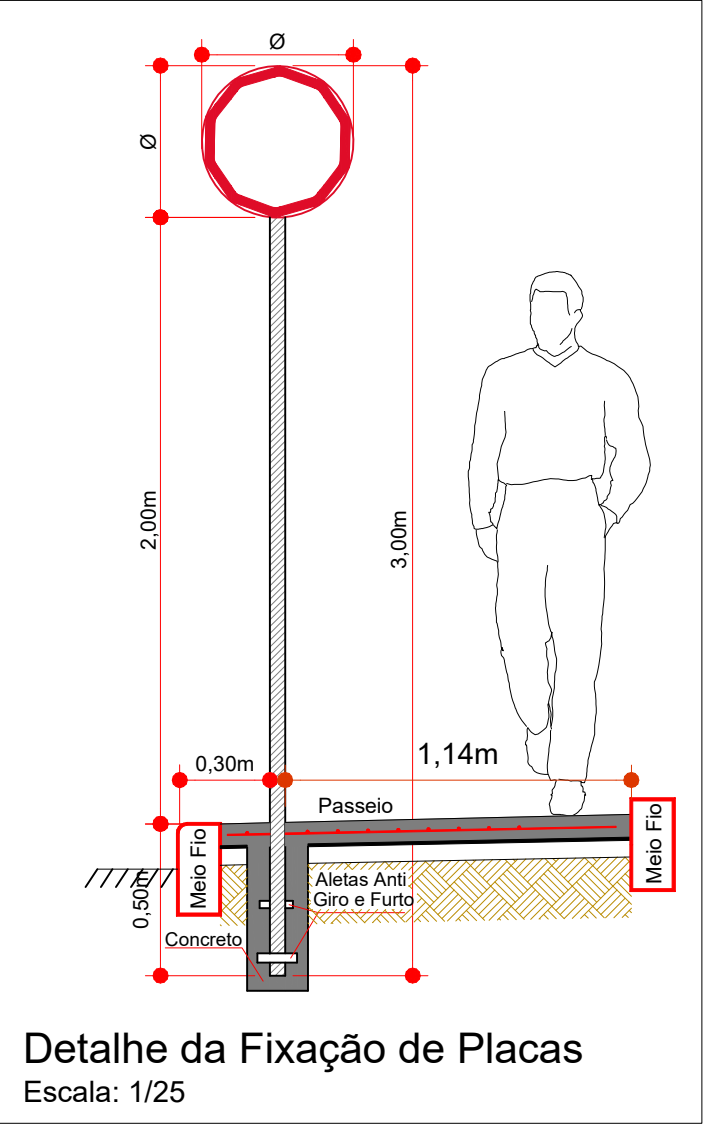 Ø
Ø
2,00m
3,00m
0,30m
1,14m
Passeio
Meio Fio
Meio Fio
0,50m
Aletas Anti
Giro e Furto
Concreto
Detalhe da Fixação de Placas
Escala: 1/25